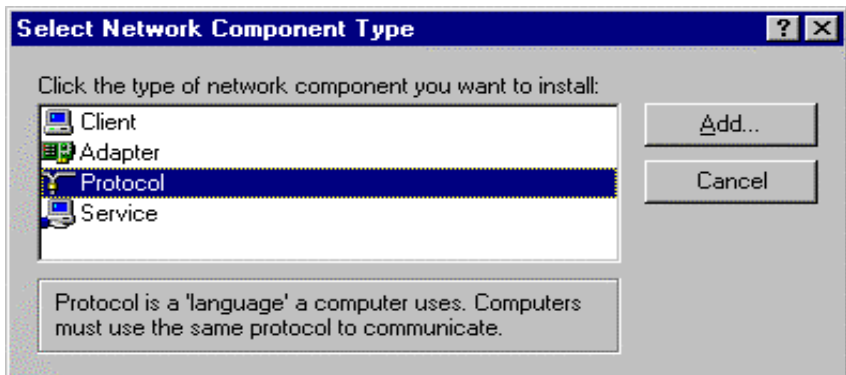 Select Network Component Type
Click the type of network component you want to install:
Client
Adapter
Protocol
Service
Add...
Cancel
Protocol is a 'language' a computer uses. Computers
must use the same protocol to communicate.